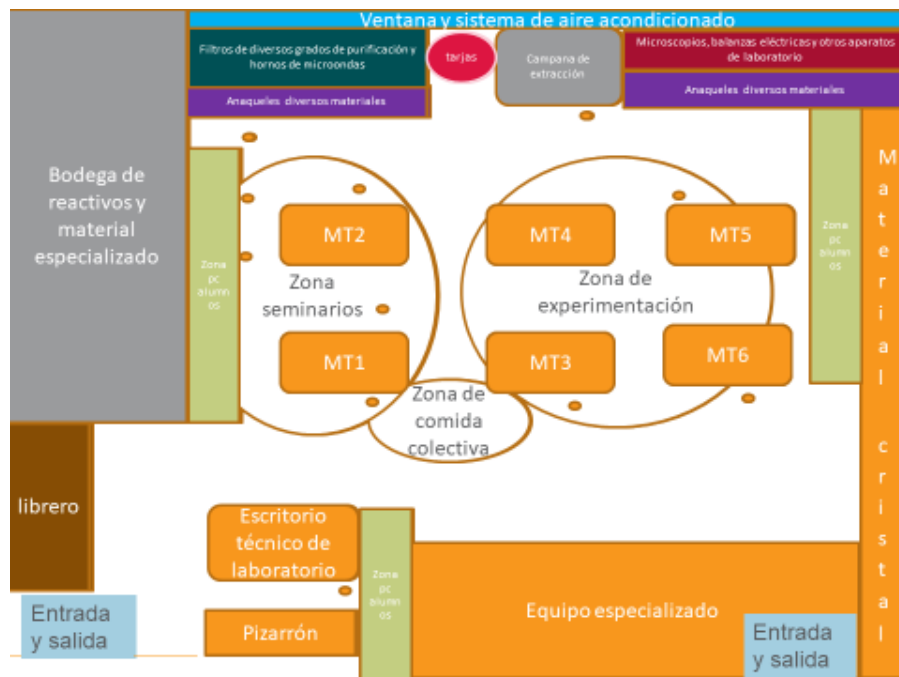 Ventana y sistema de aire acondicionado
Filtros de diversos grados de purificación y
hornos de microondas
tarjas
Campana de
extracción
Microscopios, balanzas eléctricas y otros aparatos
de laboratorio
Anaqueles diversos materiales
Anaqueles diversos materiales
Bodega de
reactivos y
material
especializado
Zona
pc
alumn
os
MT2
Zona
seminarios
MT1
MT4
MT5
Zona de
experimentación
MT3
MT6
Zona
pc
alumn
os
M
a
t
e
r
i
a
l
c
r
i
s
t
a
l
Zona de
comida
colectiva
librero
Escritorio
técnico de
laboratorio
Zona
pc
alumn
os
Equipo especializado
Entrada
y salida
Pizarrón
Entrada
y salida